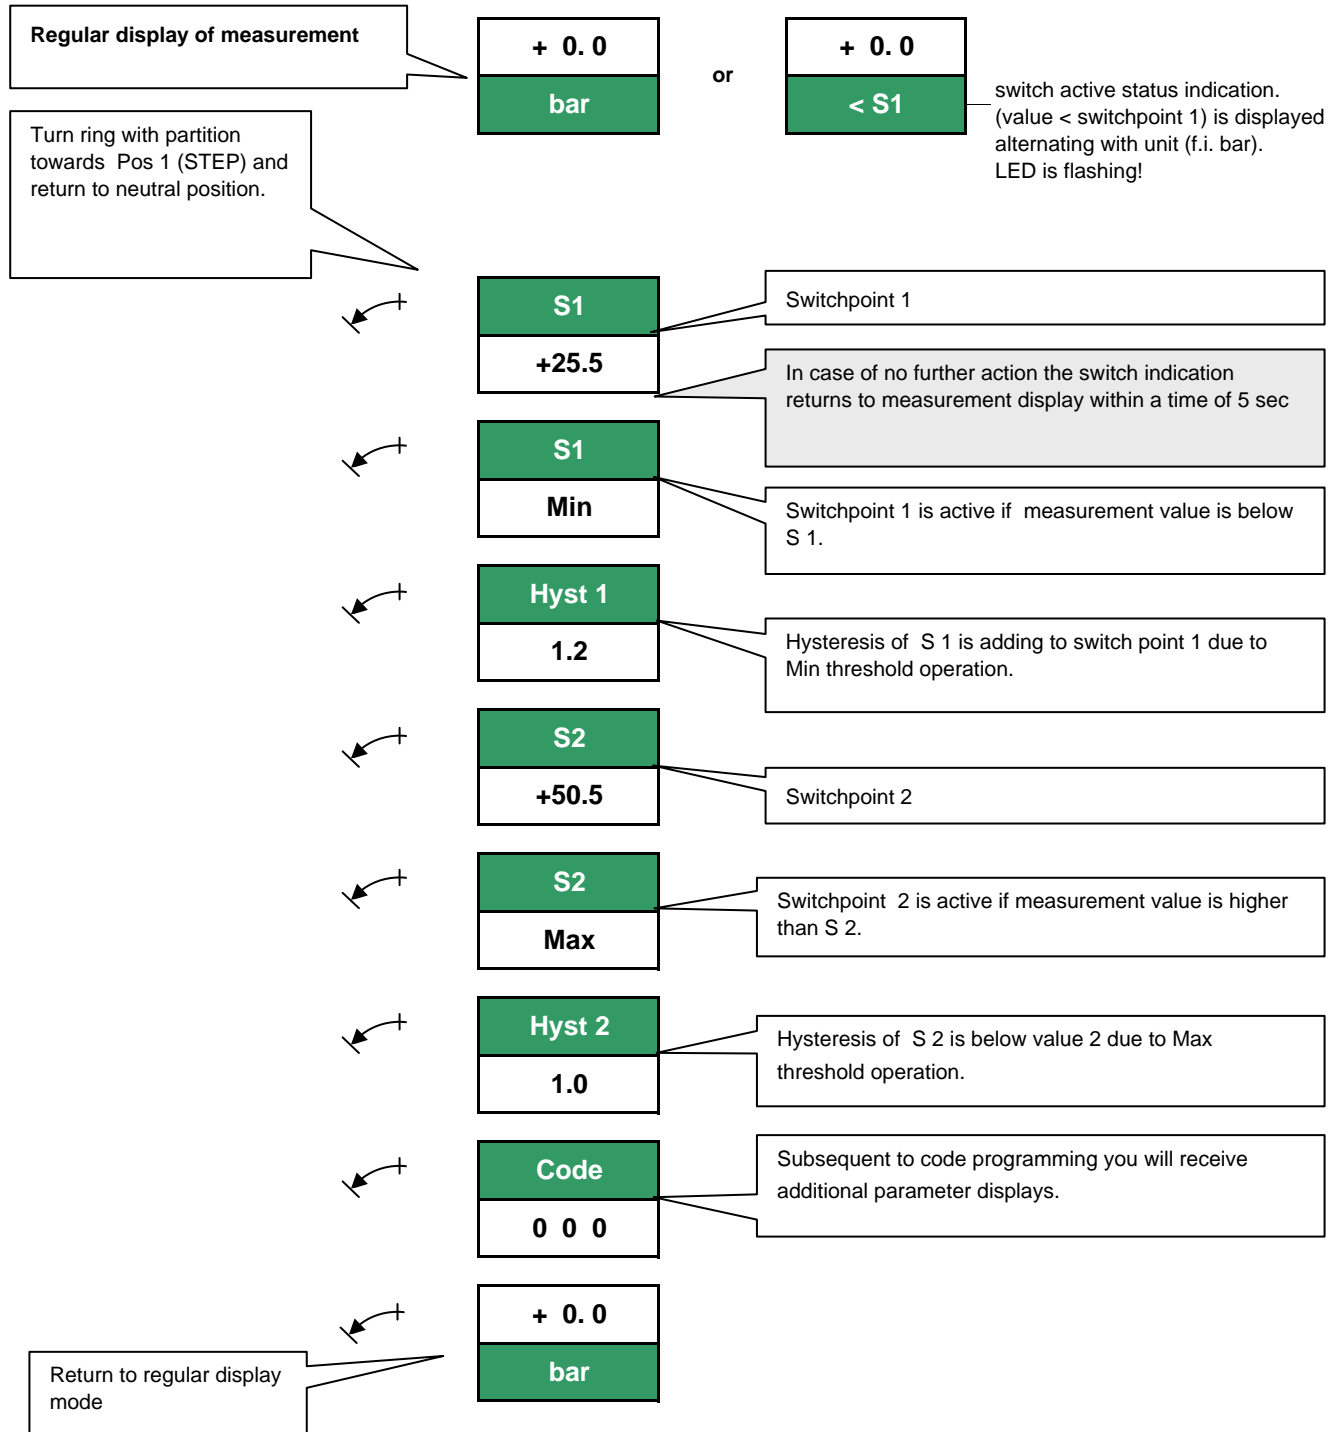 Regular display of measurement
+ 0. 0
bar
or
+ 0. 0
< S1
switch active status indication.
(value < switchpoint 1) is displayed
alternating with unit (f.i. bar).
LED is flashing!
Turn ring with partition
towards Pos 1 (STEP) and
return to neutral position.
S1
+25.5
Switchpoint 1
In case of no further action the switch indication
returns to measurement display within a time of 5 sec
S1
Min
Switchpoint 1 is active if measurement value is below
S 1.
Hyst 1
1.2
Hysteresis of S 1 is adding to switch point 1 due to
Min threshold operation.
S2
+50.5
Switchpoint 2
S2
Max
Switchpoint 2 is active if measurement value is higher
than S 2.
Hyst 2
1.0
Hysteresis of S 2 is below value 2 due to Max
threshold operation.
Code
0 0 0
Subsequent to code programming you will receive
additional parameter displays.
+ 0. 0
bar
Return to regular display
mode